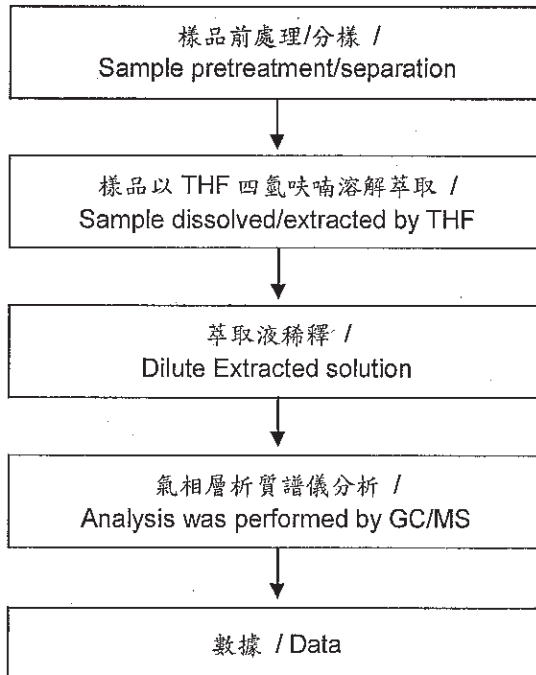 樣品前處理/分樣 /
Sample pretreatment/separation
樣品以 THF 四氫呋喃溶解萃取 /
Sample dissolved/extracted by THF
萃取液稀釋 /
Dilute Extracted solution
氣相層析質譜儀分析 /
Analysis was performed by GC/MS
數據 / Data